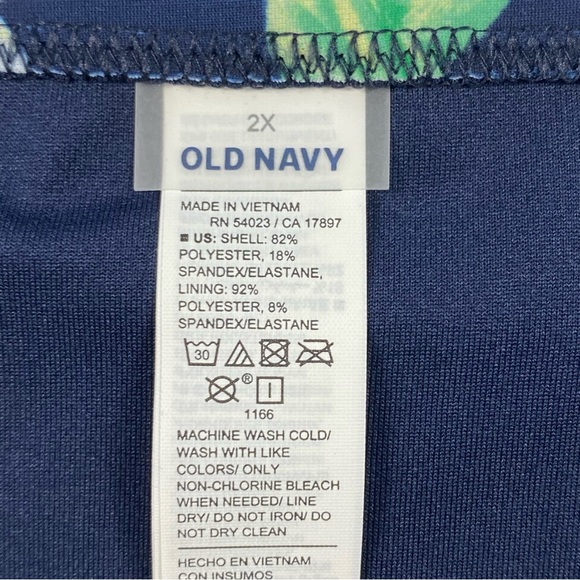 2X
OLD NAVY
MADE IN VIETNAM
RN 54023 / CA 17897
US: SHELL: 82%
POLYESTER, 18%
SPANDEX/ELASTANE,
LINING: 92%
POLYESTER, 8%
SPANDEX/ELASTANE
30
® I
1166
MACHINE WASH COLD/
WASH WITH LIKE
COLORS/ ONLY
NON-CHLORINE BLEACH
WHEN NEEDED/ LINE
DRY/ DO NOT IRON/ DO
NOT DRY CLEAN
HECHO EN VIETNAM
CON INSUMOS